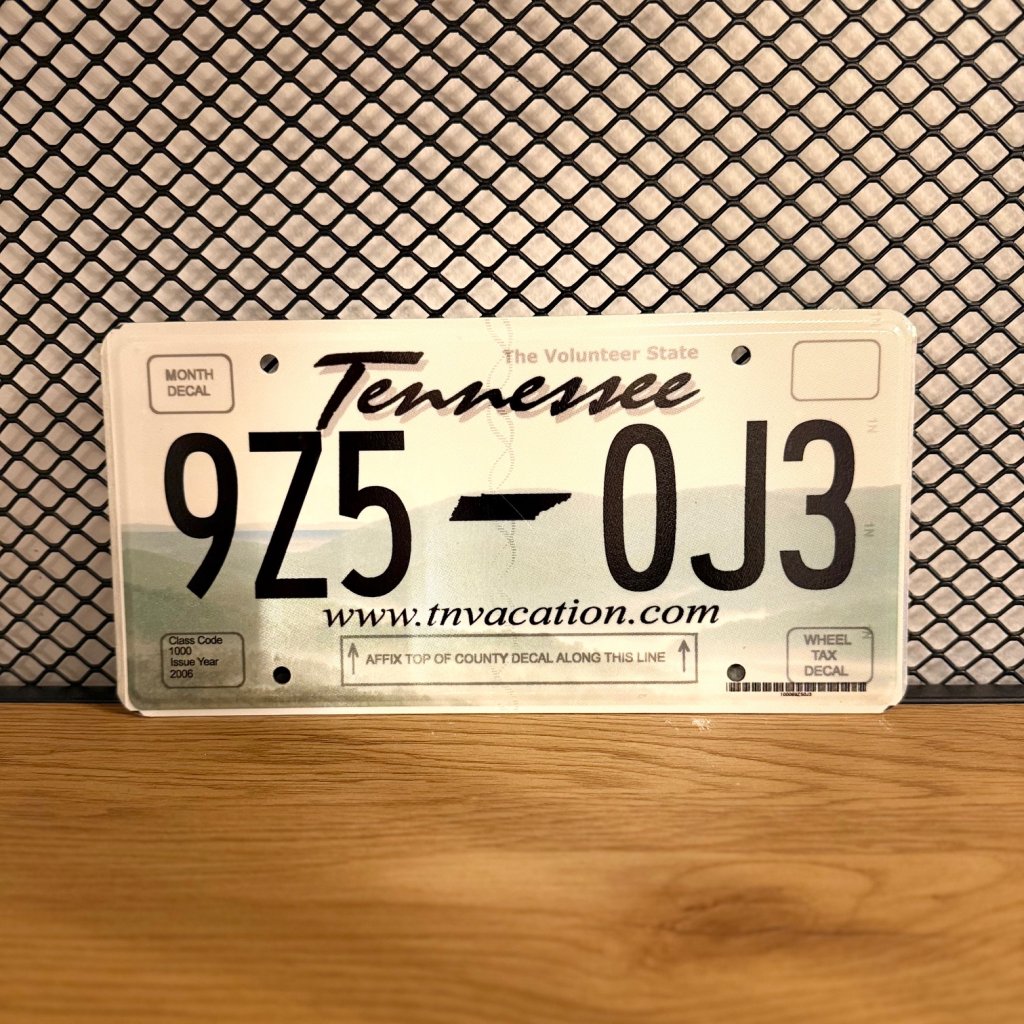 The Volunteer State
MONTH
DECAL
Tennessee
9Z5 0J3
www.tnvacation.com
Class Code
1000
Issue Year
2006
AFFIX TOP OF COUNTY DECAL ALONG THIS LINE
WHEEL
TAX
DECAL